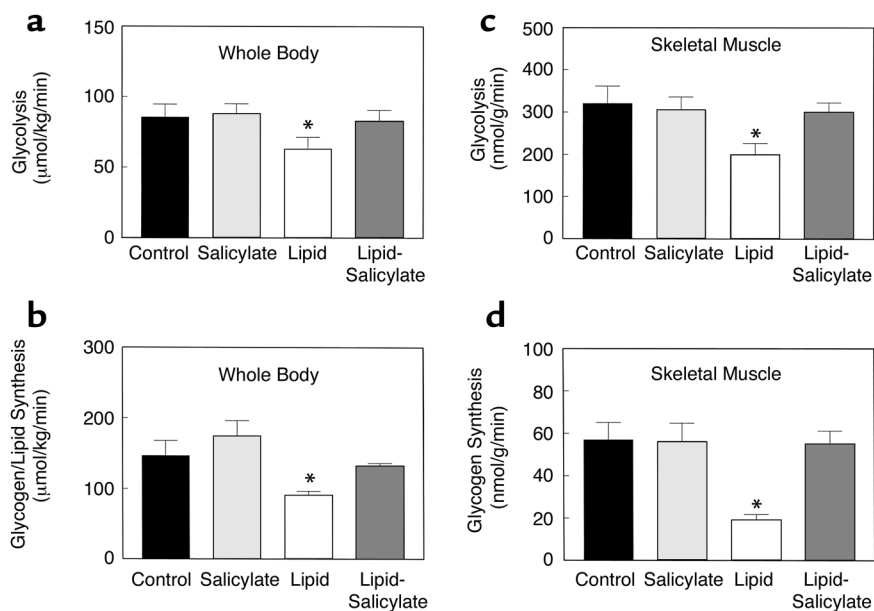 a
Whole Body
Glycolysis
(μmol/kg/min)
150
100
50
0
*
Control Salicylate Lipid Lipid-
Salicylate
b
Whole Body
Glycogen/Lipid Synthesis
(μmol/kg/min)
300
200
100
0
*
Control Salicylate Lipid Lipid-
Salicylate
c
Skeletal Muscle
Glycolysis
(nmol/g/min)
500
400
300
200
100
0
*
Control Salicylate Lipid Lipid-
Salicylate
d
Skeletal Muscle
Glycogen Synthesis
(nmol/g/min)
100
80
60
40
20
0
*
Control Salicylate Lipid Lipid-
Salicylate